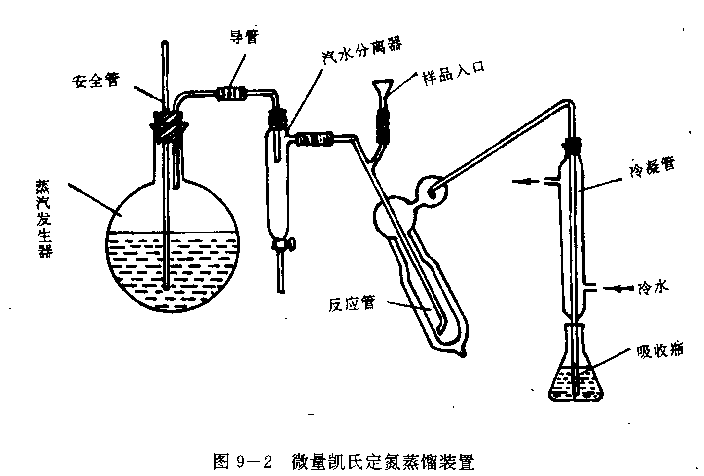 导管
汽水分离器
安全管
样品入口
冷凝管
蒸汽发生器
反应管
冷水
吸收瓶
图 9－2 微量凯氏定氮蒸馏装置